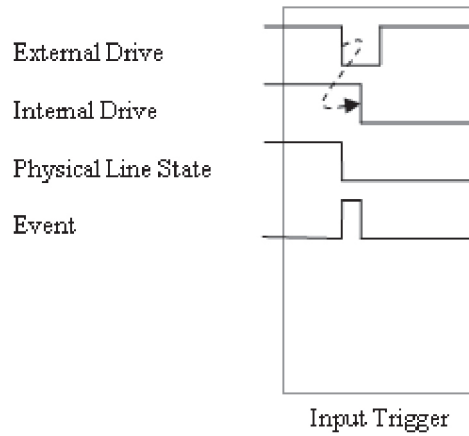 External Drive
Internal Drive
Physical Line State
Event
Input Trigger